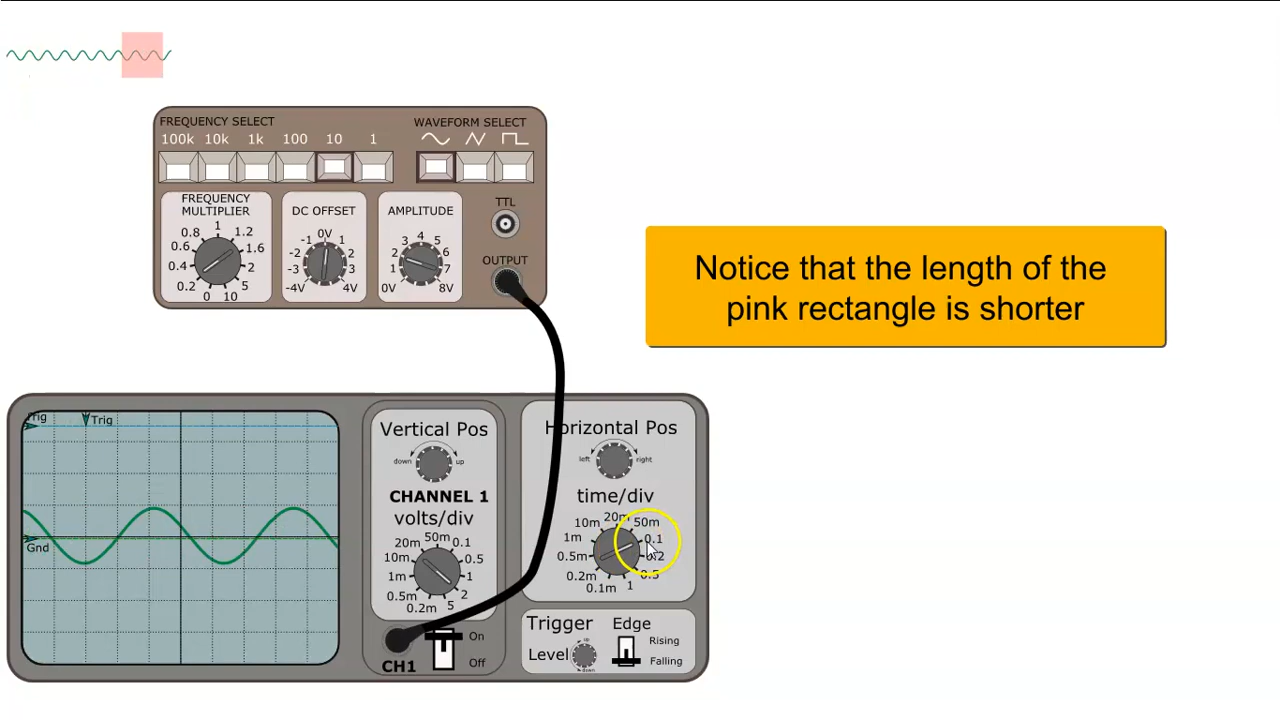 FREQUENCY SELECT
100k 10k 1k 100 10 1
WAVEFORM SELECT
FREQUENCY
MULTIPLIER
0 0.2 0.4 0.6 0.8 1 1.2 1.6 2 5 10
DC OFFSET
-4V -3 -2 -1 0V 1 2 3 4V
AMPLITUDE
0V 1 2 3 4 5 6 7 8V
TTL
OUTPUT
Notice that the length of the
pink rectangle is shorter
Trig
Gnd
Vertical Pos
down up
CHANNEL 1
volts/div
0.2m 0.5m 1m 10m 20m 50m 0.1 0.5 1 2 5
CH1
On
Off
Horizontal Pos
left right
time/div
0.1m 0.2m 0.5m 1m 10m 20m 50m 0.1 0.2 0.5 1
Trigger
Level
up
down
Edge
Rising
Falling